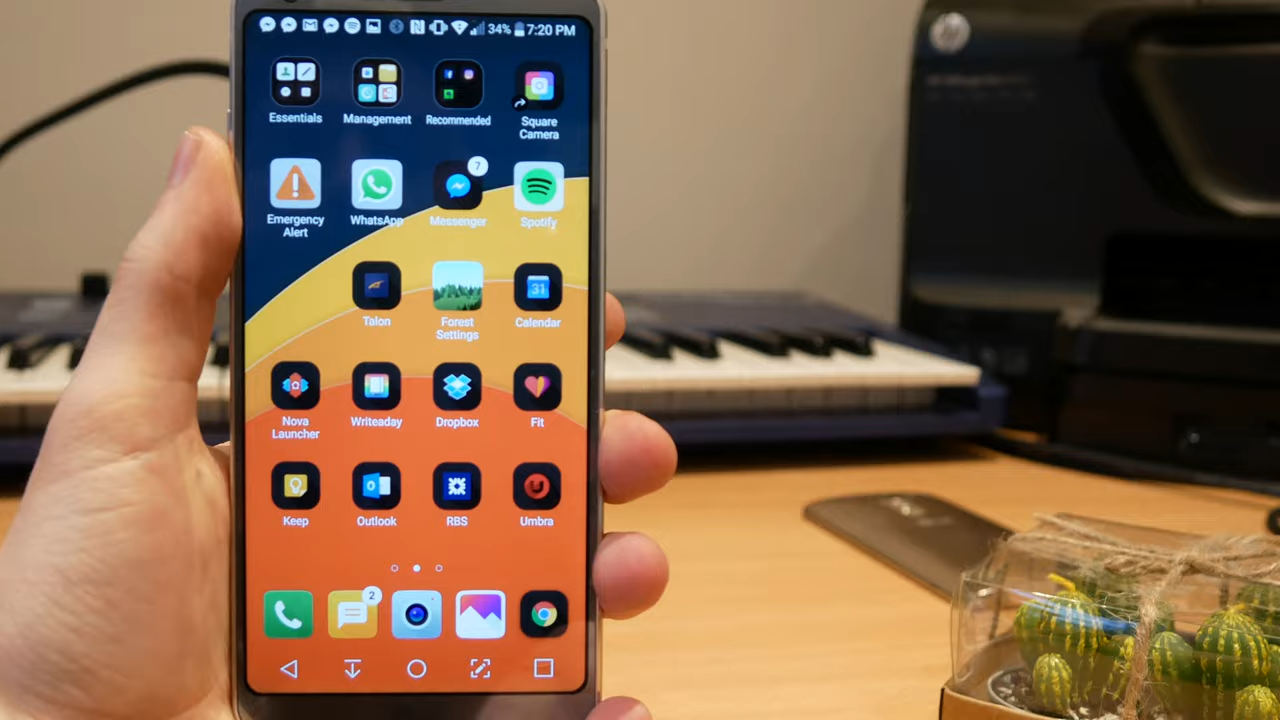 34% 7:20 PM
Essentials
Management
Recommended
Square
Camera
7
Emergency
Alert
WhatsApp
Messenger
Spotify
Talon
Forest
Settings
31
Calendar
Nova
Launcher
Writeaday
Dropbox
Fit
Keep
Outlook
RBS
Umbra
2
hp